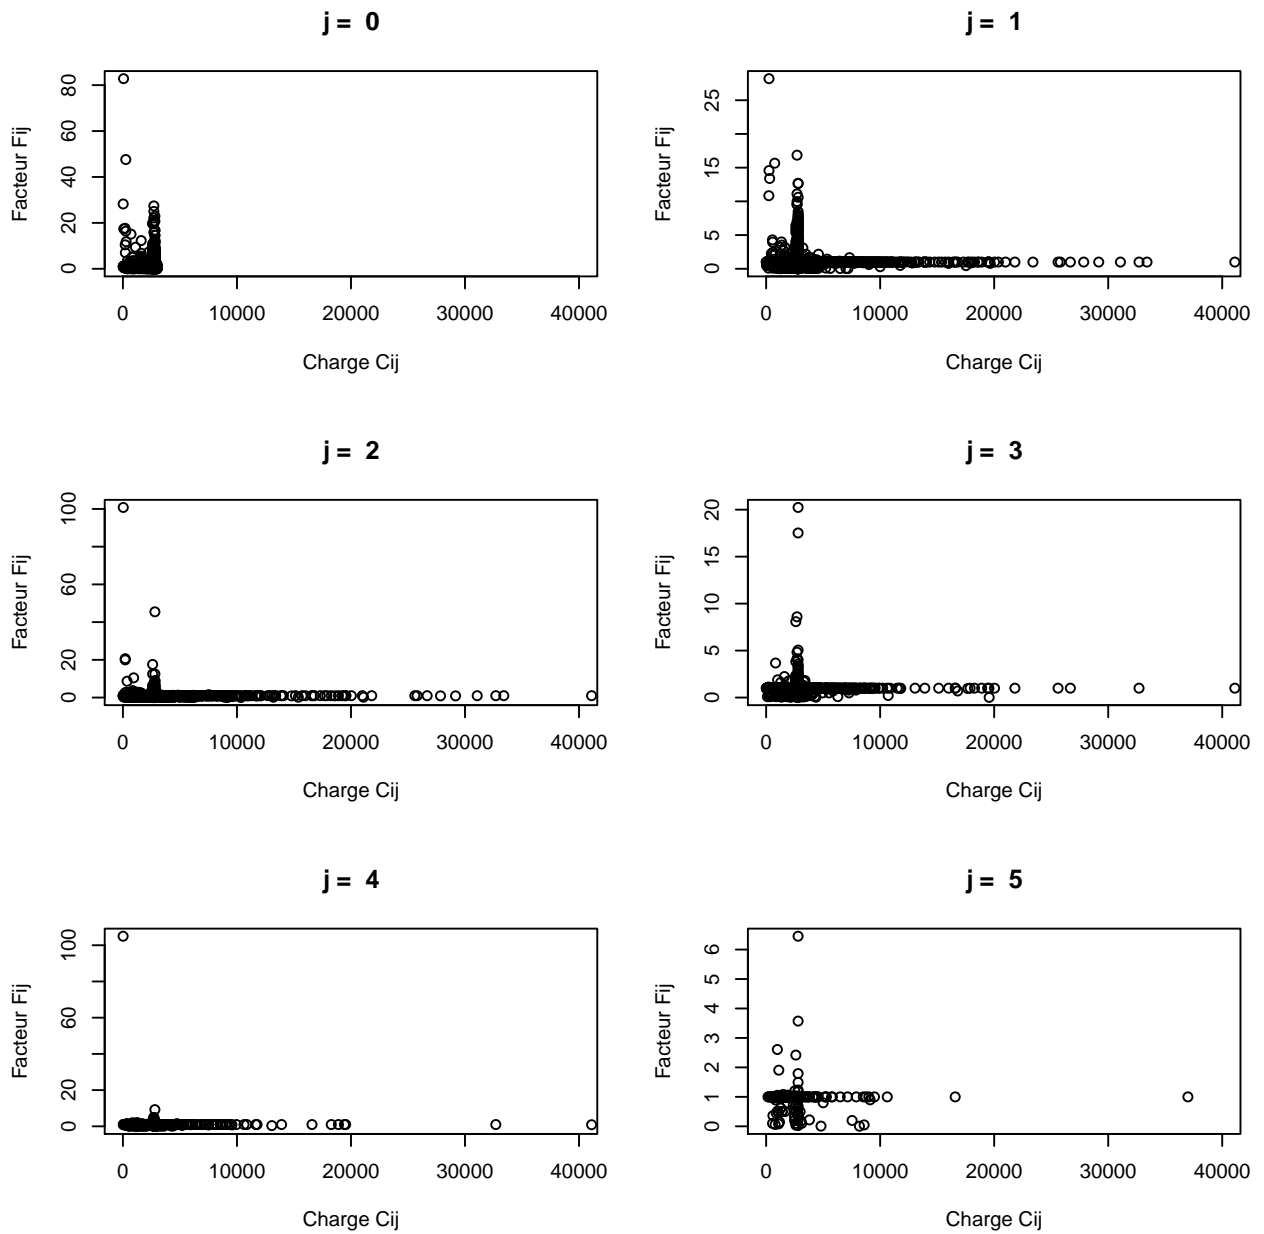 j = 0
Facteur Fij
0 20 40 60 80
0 10000 20000 30000 40000
Charge Cij
j = 1
Facteur Fij
0 5 15 25
0 10000 20000 30000 40000
Charge Cij
j = 2
Facteur Fij
0 20 60 100
0 10000 20000 30000 40000
Charge Cij
j = 3
Facteur Fij
0 5 10 15 20
0 10000 20000 30000 40000
Charge Cij
j = 4
Facteur Fij
0 20 60 100
0 10000 20000 30000 40000
Charge Cij
j = 5
Facteur Fij
0 1 2 3 4 5 6
0 10000 20000 30000 40000
Charge Cij